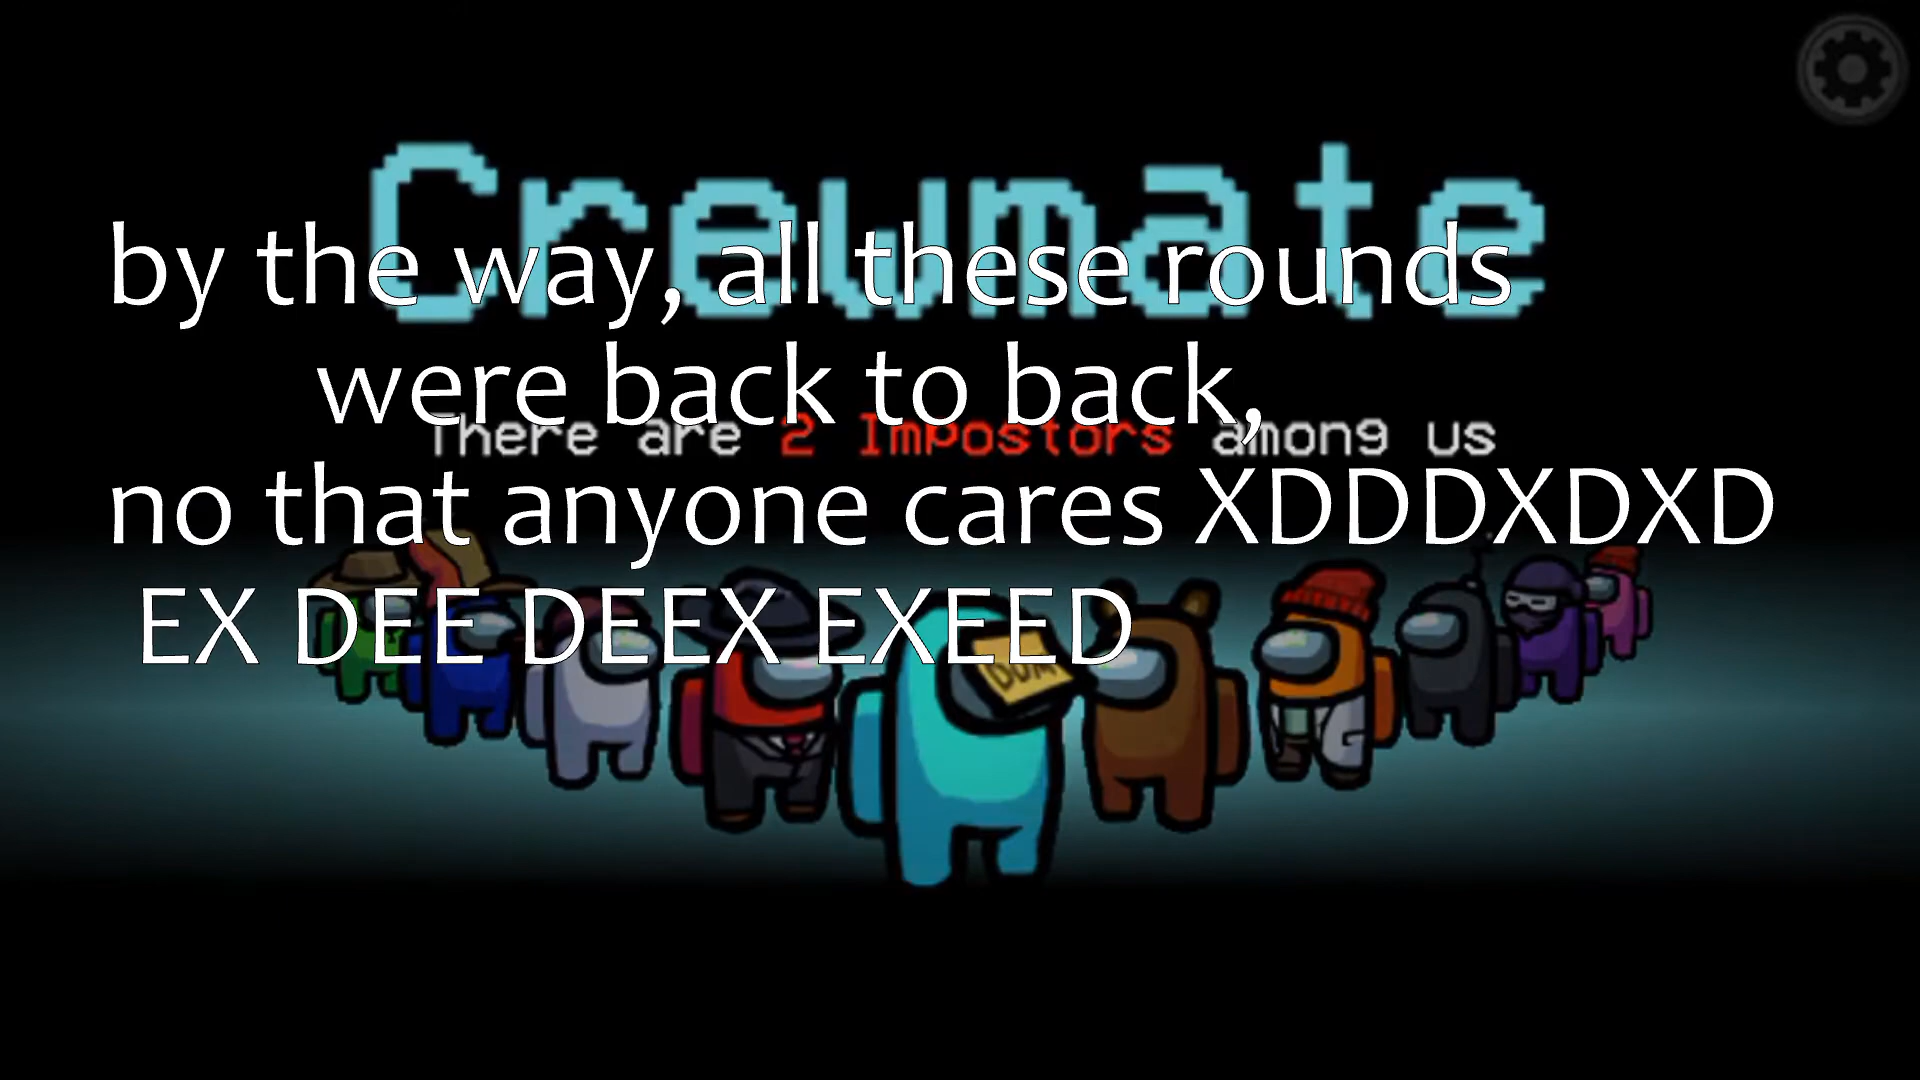 Crewmate
by the way, all these rounds
were back to back,
There are 2 Impostors among us
no that anyone cares XDDDXDXD
EX DEE DEEX EXEED
DUM